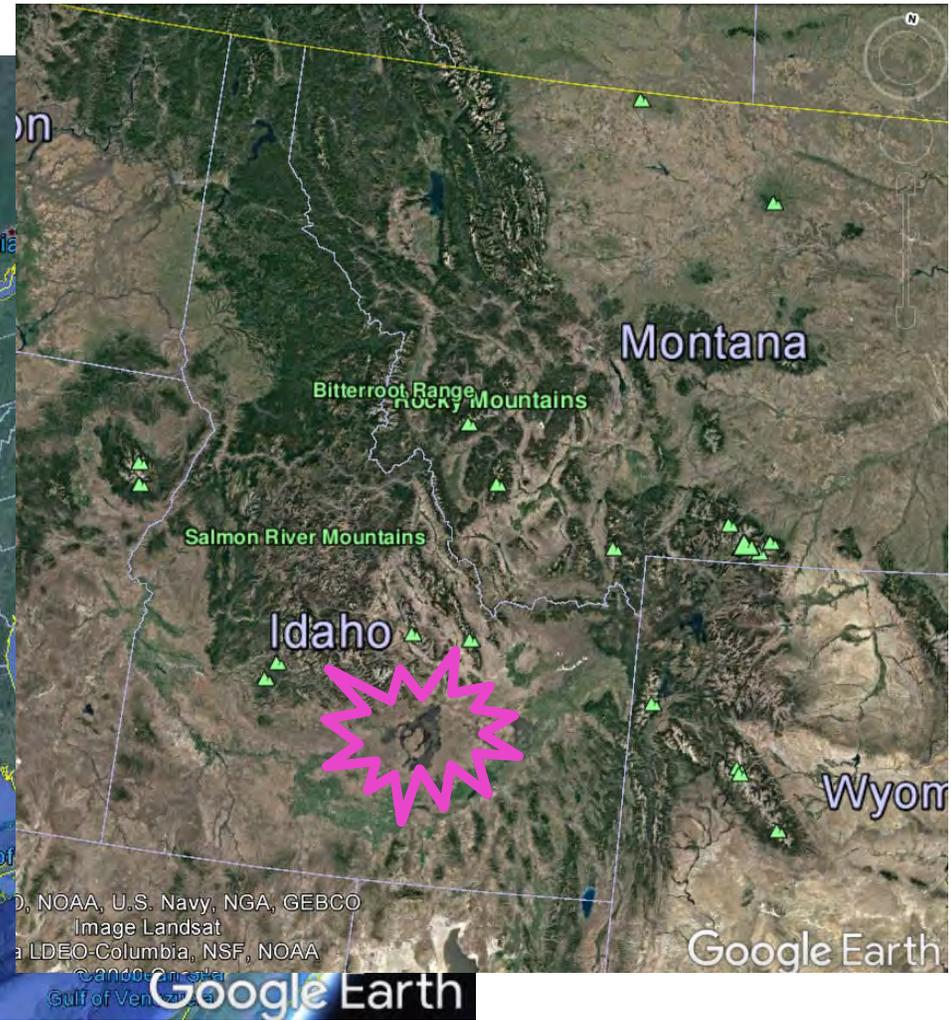 N
on
Montana
Bitterroot Range
Rocky Mountains
Salmon River Mountains
Idaho
Wyom
of
O, NOAA, U.S. Navy, NGA, GEBCO
Image Landsat
a LDEO-Columbia, NSF, NOAA
Google Earth
Gulf of Venezuela
Google Earth